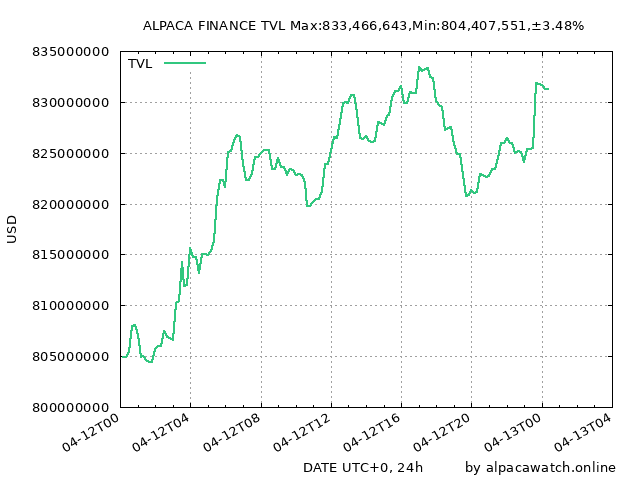 ALPACA FINANCE TVL Max:833,466,643,Min:804,407,551,±3.48%
TVL
835000000
830000000
825000000
820000000
815000000
810000000
805000000
800000000
USD
04-12T00
04-12T04
04-12T08
04-12T12
04-12T16
04-12T20
04-13T00
04-13T04
DATE UTC+0, 24h
by alpacawatch.online